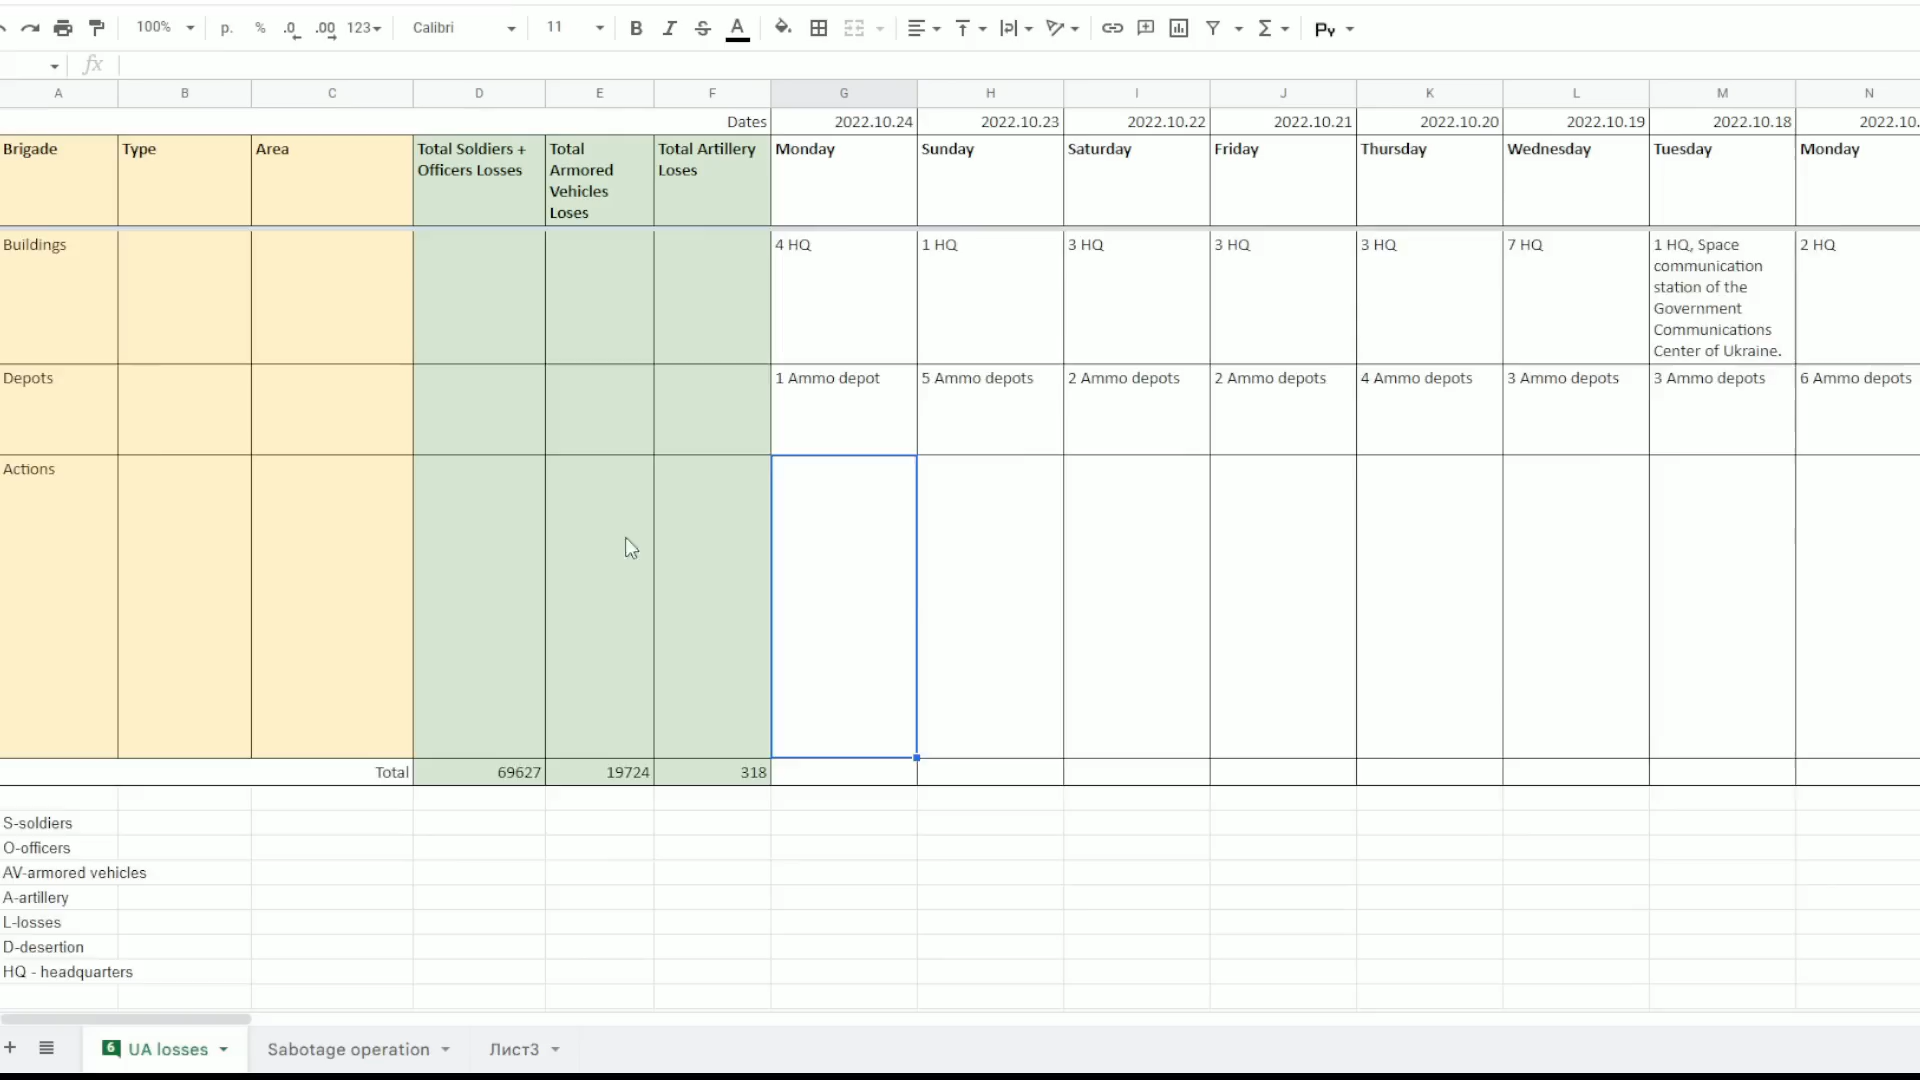 100% р. % .0 .00 123 Calibri 11 B I S A Py
fx
A B C D E F G H I J K L M N
Dates 2022.10.24 2022.10.23 2022.10.22 2022.10.21 2022.10.20 2022.10.19 2022.10.18 2022.10.
Brigade Type Area Total Soldiers + Total Total Artillery Monday Sunday Saturday Friday Thursday Wednesday Tuesday Monday
Officers Losses Armored Loses
Vehicles
Loses
Buildings 4 HQ 1 HQ 3 HQ 3 HQ 3 HQ 7 HQ 1 HQ, Space 2 HQ
communication
station of the
Government
Communications
Center of Ukraine.
Depots 1 Ammo depot 5 Ammo depots 2 Ammo depots 2 Ammo depots 4 Ammo depots 3 Ammo depots 3 Ammo depots 6 Ammo depots
Actions
Total 69627 19724 318
S-soldiers
O-officers
AV-armored vehicles
A-artillery
L-losses
D-desertion
HQ - headquarters
6 UA losses Sabotage operation Лист3